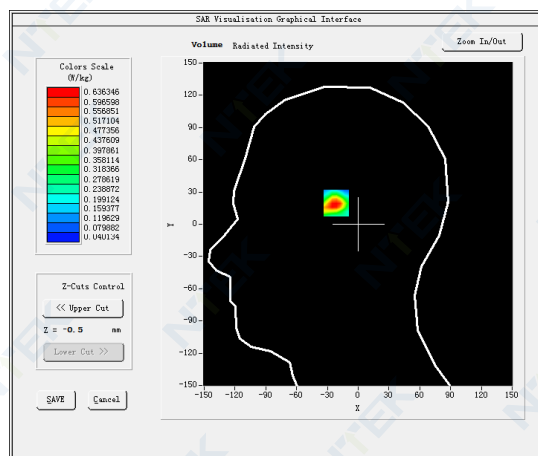 SAR Visualisation Graphical Interface
Volume Radiated Intensity
Zoom In/Out
Colors Scale
(W/kg)
0.636346
0.596598
0.556851
0.517104
0.477356
0.437609
0.397861
0.358114
0.318366
0.278619
0.238872
0.199124
0.159377
0.119629
0.079882
0.040134
Z-Cuts Control
<< Upper Cut
Z = -0.5 mm
Lower Cut >>
SAVE
Cancel
150
120
90
60
30
0
-30
-60
-90
-120
-150
Y
-150 -120 -90 -60 -30 0 30 60 90 120 150
X
NTEK